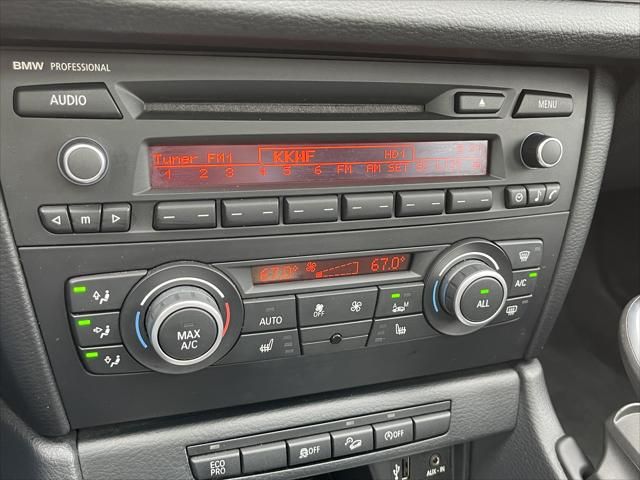 BMW PROFESSIONAL
AUDIO
MENU
Tuner FM1 KKWF HD1
1 2 3 4 5 6 FM AM SET
m
67.0° 67.0°
MAX A/C
AUTO
OFF
M
ALL
A/C
ECO PRO
OFF
OFF
AUX-IN